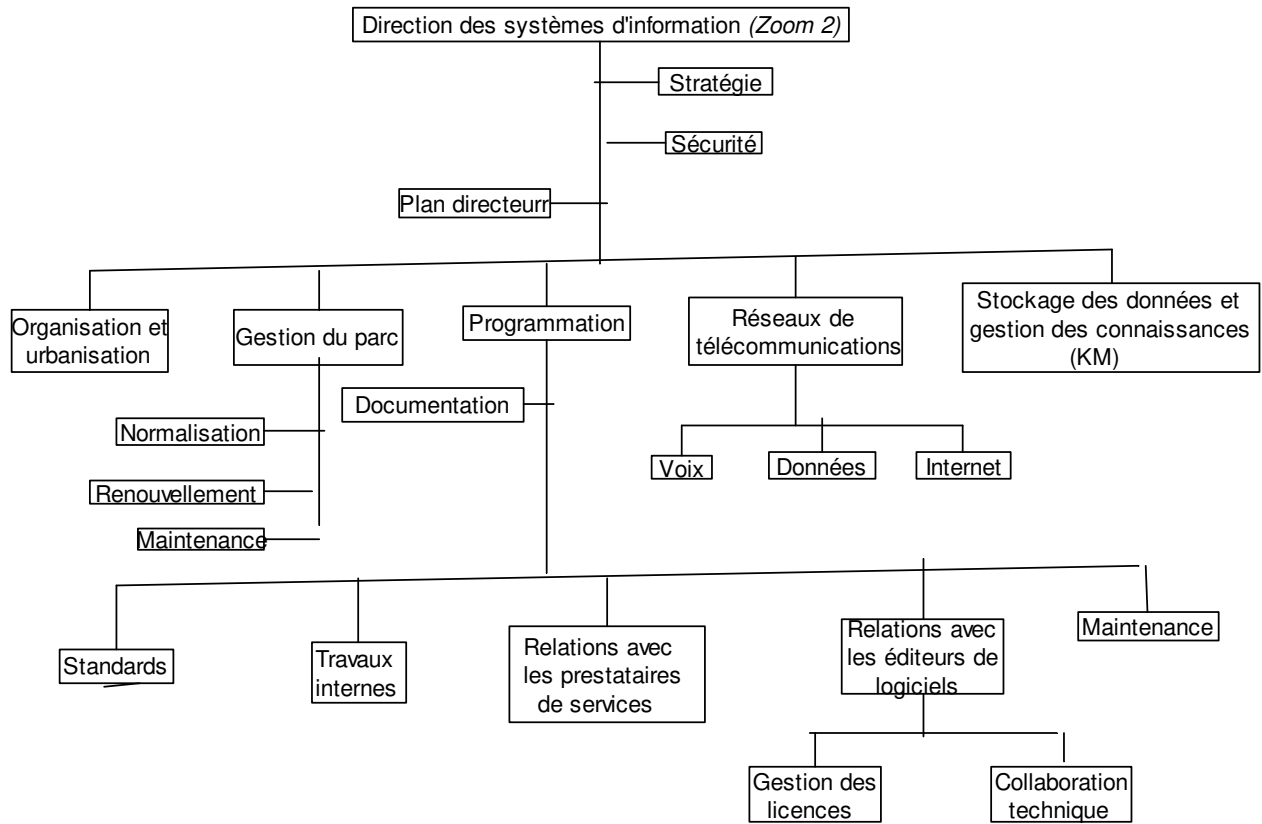 Direction des systèmes d'information (Zoom 2)
Stratégie
Sécurité
Plan directeurr
Organisation et
urbanisation
Gestion du parc
Programmation
Réseaux de
télécommunications
Stockage des données et
gestion des connaissances
(KM)
Documentation
Normalisation
Renouvellement
Maintenance
Voix
Données
Internet
Standards
Travaux
internes
Relations avec
les prestataires
de services
Relations avec
les éditeurs de
logiciels
Maintenance
Gestion des
licences
Collaboration
technique